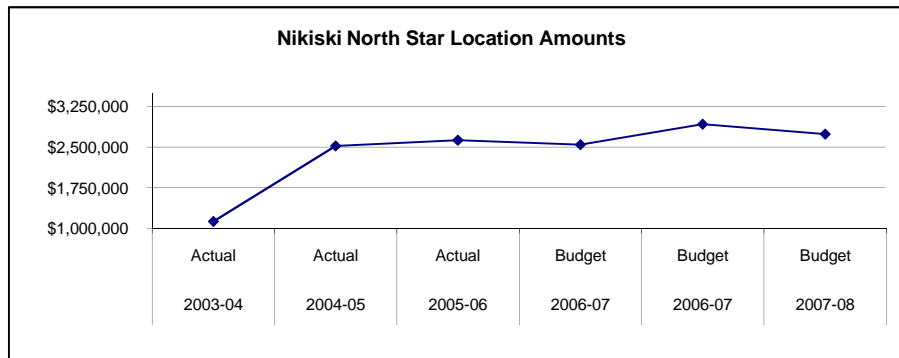 Nikiski North Star Location Amounts
$3,250,000
$2,500,000
$1,750,000
$1,000,000
Actual Actual Actual Budget Budget Budget
2003-04 2004-05 2005-06 2006-07 2006-07 2007-08